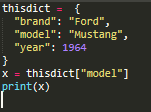 thisdict = {
  "brand": "Ford",
  "model": "Mustang",
  "year": 1964
}
x = thisdict["model"]
print(x)